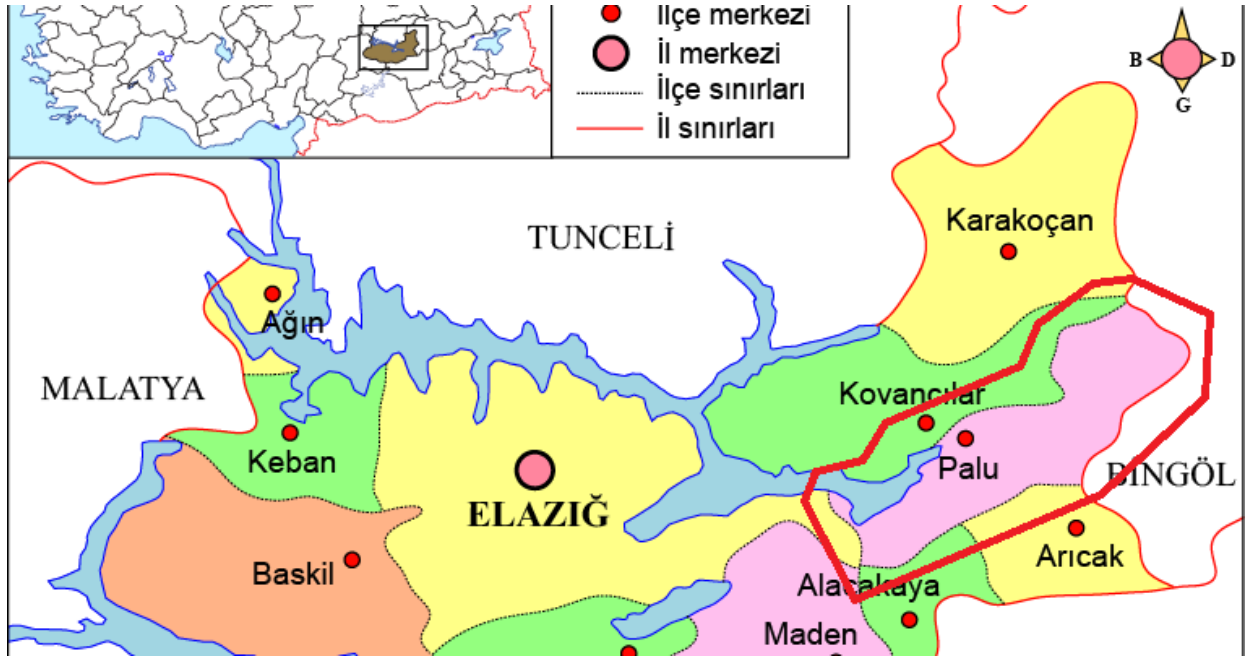 İlçe merkezi
İl merkezi
İlçe sınırları
İl sınırları
B
D
G
Karakoçan
TUNCELİ
Ağın
MALATYA
Kovancılar
Keban
Palu
BİNGÖL
ELAZIĞ
Arıcak
Baskil
Alacakaya
Maden